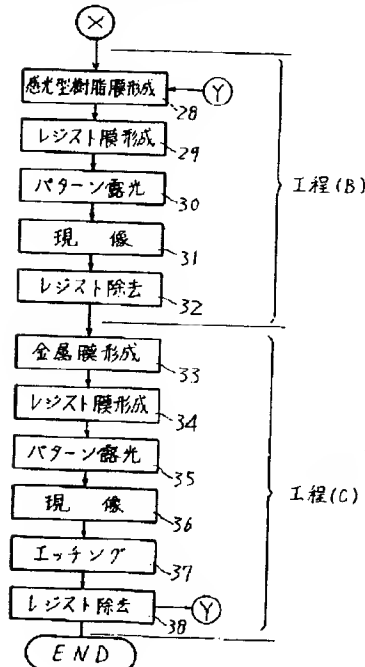 X
感光型樹脂膜形成
Y
28
レジスト膜形成
29
パターン露光
30
現 像
31
レジスト除去
32
工程(B)
金属膜形成
33
レジスト膜形成
34
パターン露光
35
現 像
36
エッチング
37
レジスト除去
Y
38
工程(C)
END